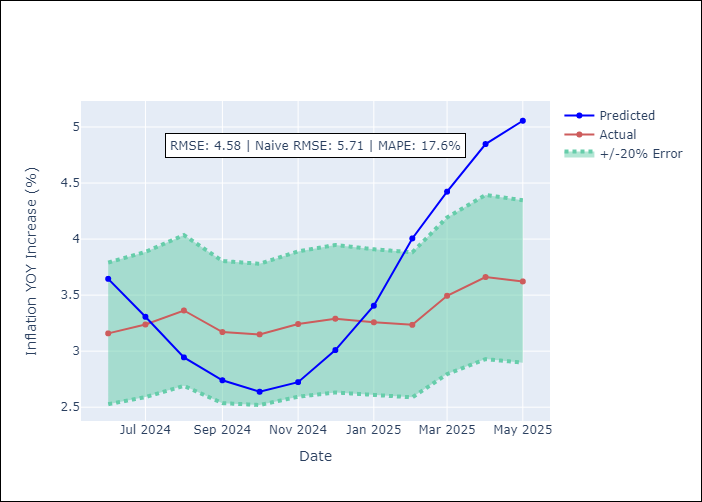 Predicted
Actual
+/-20% Error
RMSE: 4.58 | Naive RMSE: 5.71 | MAPE: 17.6%
5
4.5
4
3.5
3
2.5
Inflation YOY Increase (%)
Jul 2024 Sep 2024 Nov 2024 Jan 2025 Mar 2025 May 2025
Date